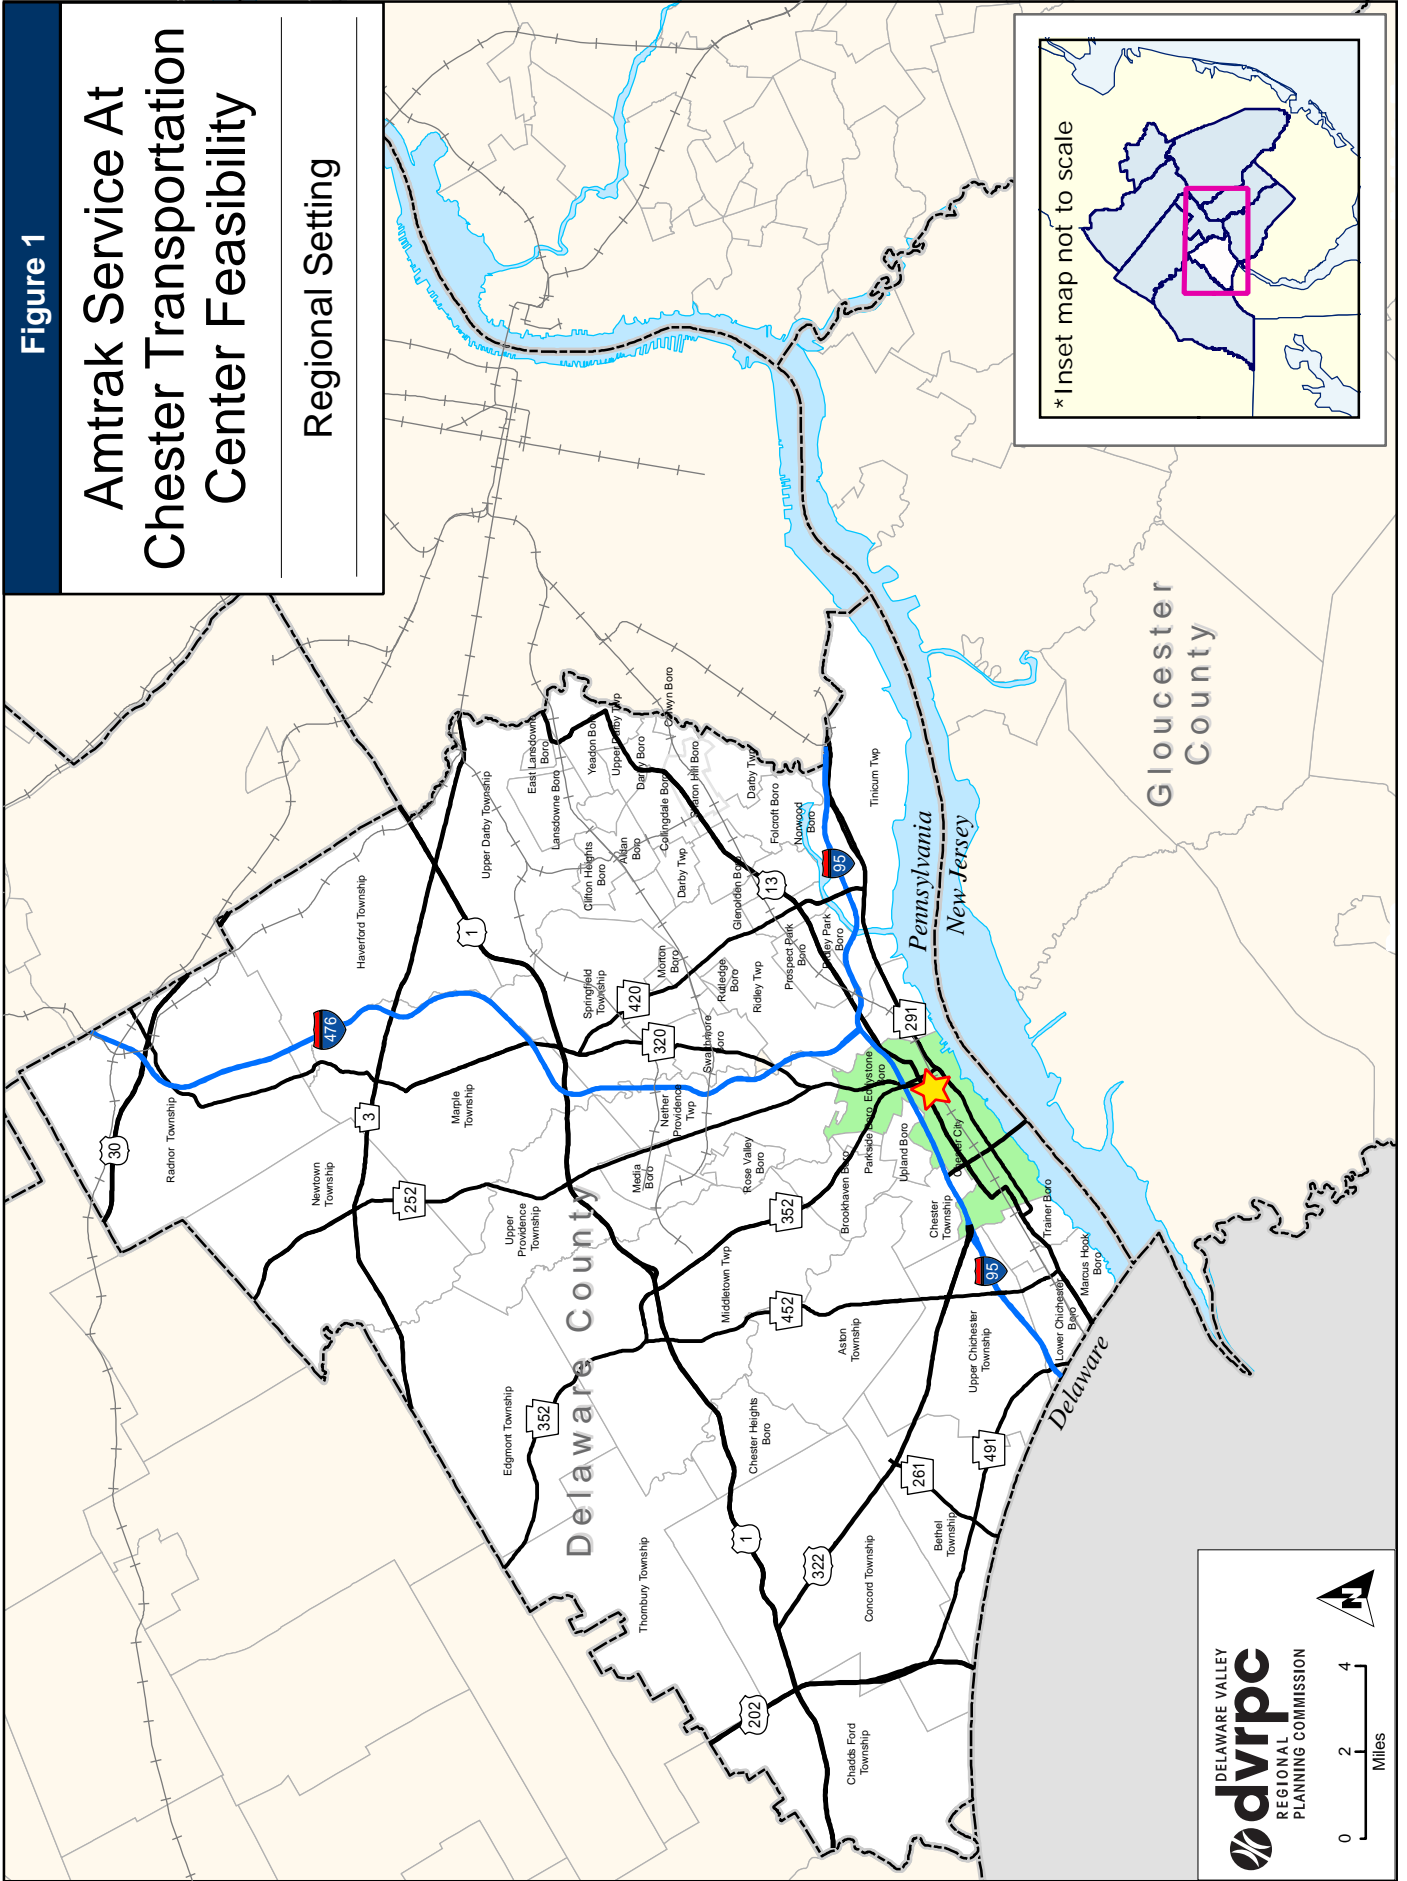 Figure 1
Amtrak Service At
Chester Transportation
Center Feasibility
Regional Setting
*Inset map not to scale
Gloucester
County
Delaware County
Pennsylvania
New Jersey
Delaware
30
Radnor Township
476
Haverford Township
3
Newtown
Township
252
Marple
Township
1
Upper Darby Township
East Lansdowne
Boro
Lansdowne Boro
Yeadon Boro
Upper Darby Twp
Darby Boro
Colwyn Boro
Collingdale Boro
Sharon Hill Boro
Aldan
Boro
Clifton Heights
Boro
Darby Twp
Darby Twp
Folcroft Boro
Norwood
Boro
Glenolden Boro
13
95
Tinicum Twp
Prospect Park
Boro
Ridley Park
Boro
Ridley Twp
Rutledge
Boro
Morton
Boro
Springfield
Township
420
320
Swarthmore
Boro
Nether
Providence
Twp
Media
Boro
Rose Valley
Boro
Upper
Providence
Township
291
Eddystone
Boro
Parkside Boro
Upland Boro
Brookhaven Boro
Chester City
Chester
Township
352
Middletown Twp
452
Aston
Township
95
Trainer Boro
Marcus Hook
Boro
Lower Chichester
Boro
Upper Chichester
Township
Edgmont Township
352
Chester Heights
Boro
491
261
Bethel
Township
1
322
Concord Township
Thornbury Township
202
Chadds Ford
Township
DELAWARE VALLEY
dvrpc
REGIONAL
PLANNING COMMISSION
N
0 2 4
Miles